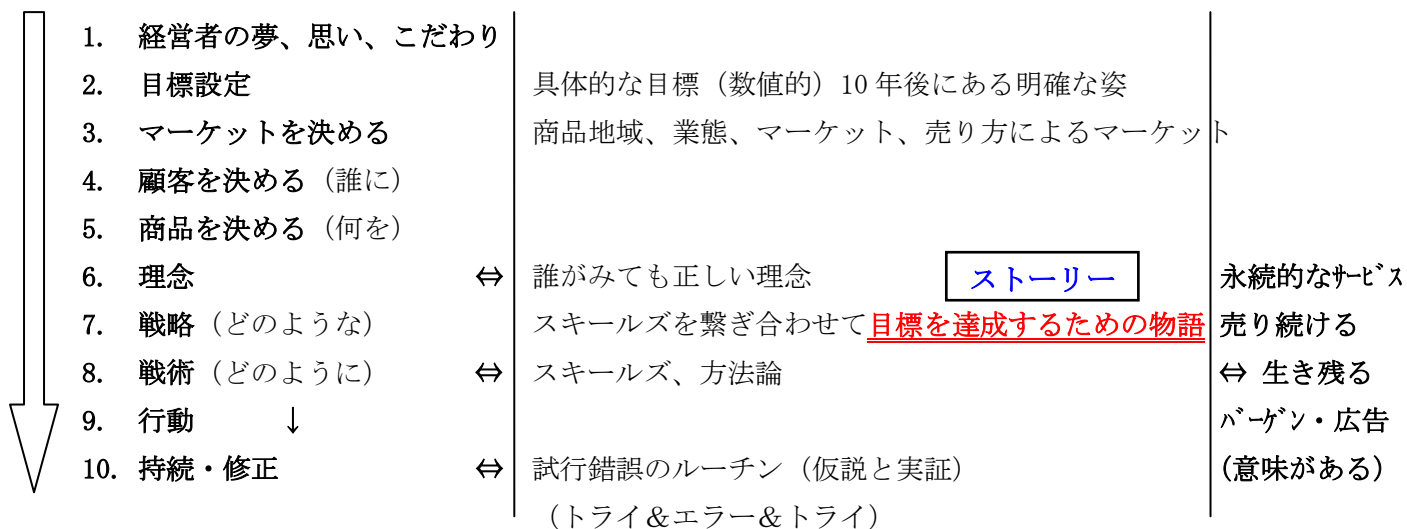 1. 経営者の夢、思い、こだわり
2. 目標設定 具体的な目標（数値的）10年後にある明確な姿
3. マーケットを決める 商品地域、業態、マーケット、売り方によるマーケット
4. 顧客を決める（誰に）
5. 商品を決める（何を）
6. 理念 ⇔ 誰がみても正しい理念 ストーリー 永続的なｻｰﾋﾞｽ
7. 戦略（どのような） スキールズを繋ぎ合わせて目標を達成するための物語 売り続ける
8. 戦術（どのように） ⇔ スキールズ、方法論 ⇔ 生き残る
9. 行動 ↓ ﾊﾞｰｹﾞﾝ・広告
10. 持続・修正 ⇔ 試行錯誤のルーチン（仮説と実証） (意味がある)
（トライ＆エラー＆トライ）